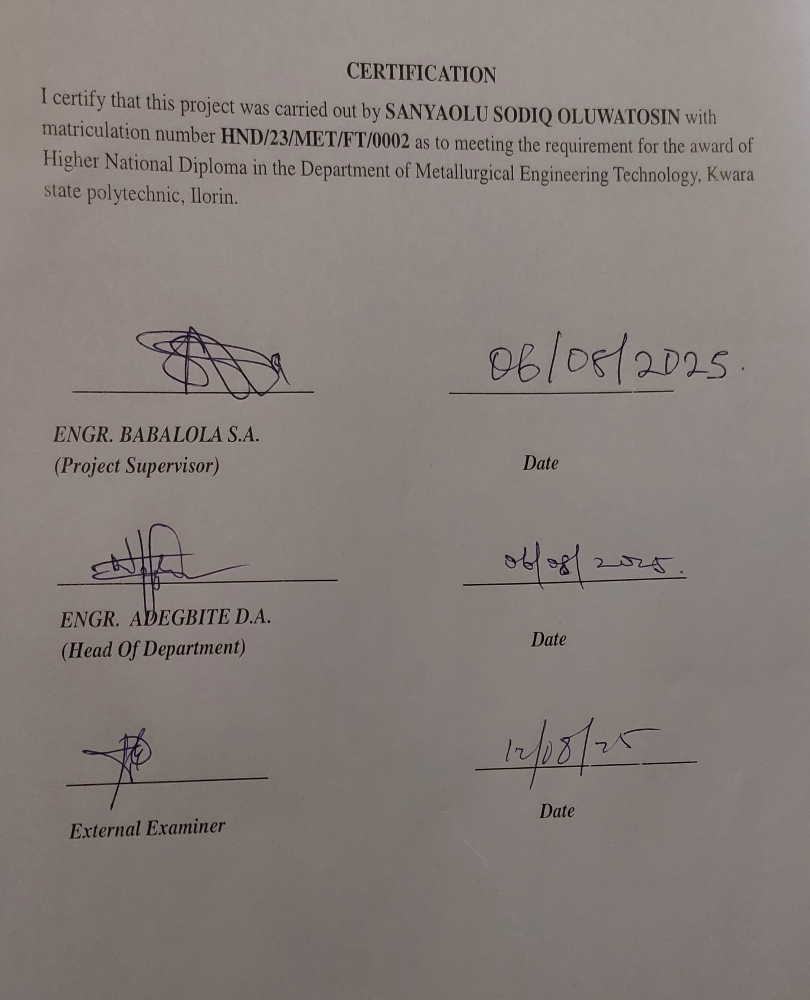 CERTIFICATION
I certify that this project was carried out by SANYAOLU SODIQ OLUWATOSIN with
matriculation number HND/23/MET/FT/0002 as to meeting the requirement for the award of
Higher National Diploma in the Department of Metallurgical Engineering Technology, Kwara
state polytechnic, Ilorin.
06/08/2025.
ENGR. BABALOLA S.A.
(Project Supervisor)
Date
06/08/2025.
ENGR. ADEGBITE D.A.
(Head Of Department)
Date
12/08/25
External Examiner
Date